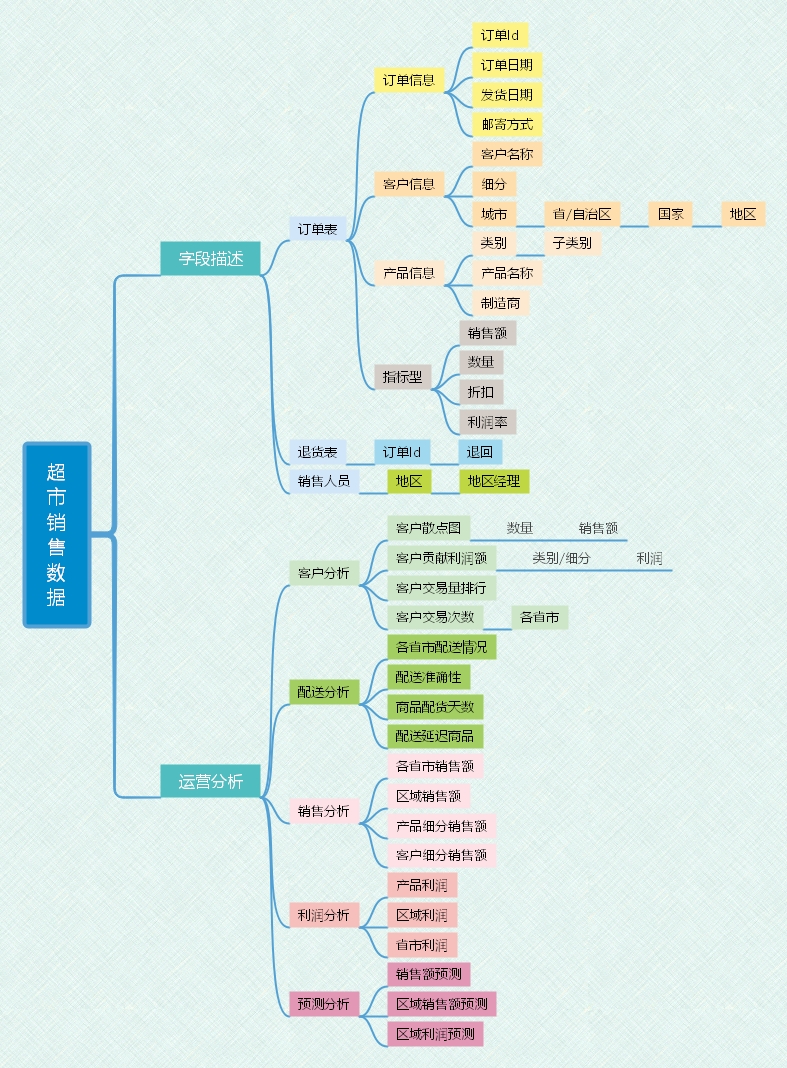 超市销售数据
字段描述
订单表
订单信息
订单Id
订单日期
发货日期
邮寄方式
客户信息
客户名称
细分
城市
省/自治区
国家
地区
产品信息
类别
子类别
产品名称
制造商
指标型
销售额
数量
折扣
利润率
退货表
订单Id
退回
销售人员
地区
地区经理
运营分析
客户分析
客户散点图
数量
销售额
客户贡献利润额
类别/细分
利润
客户交易量排行
客户交易次数
各省市
配送分析
各省市配送情况
配送准确性
商品配货天数
配送延迟商品
销售分析
各省市销售额
区域销售额
产品细分销售额
客户细分销售额
利润分析
产品利润
区域利润
省市利润
预测分析
销售额预测
区域销售额预测
区域利润预测